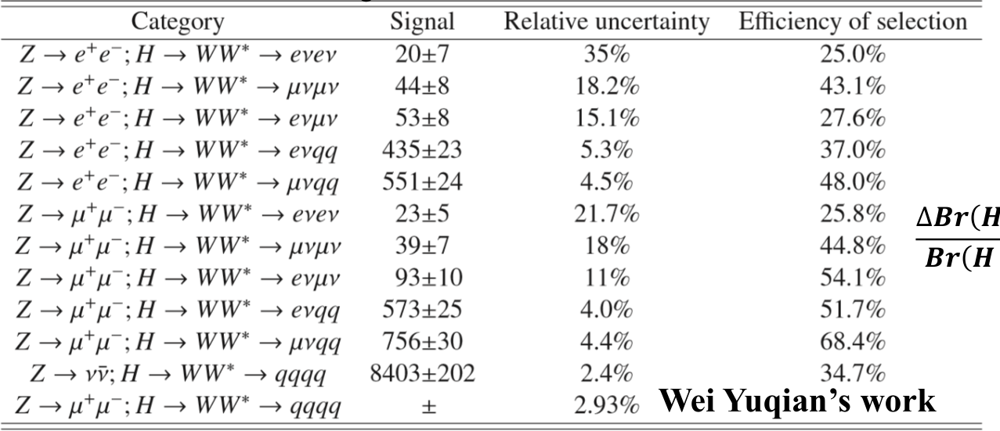 Category Signal Relative uncertainty Efficiency of selection
Z → e⁺e⁻; H → WW* → eνeν 20±7 35% 25.0%
Z → e⁺e⁻; H → WW* → μνμν 44±8 18.2% 43.1%
Z → e⁺e⁻; H → WW* → eνμν 53±8 15.1% 27.6%
Z → e⁺e⁻; H → WW* → eνqq 435±23 5.3% 37.0%
Z → e⁺e⁻; H → WW* → μνqq 551±24 4.5% 48.0%
Z → μ⁺μ⁻; H → WW* → eνeν 23±5 21.7% 25.8%
ΔBr(H
Br(H
Z → μ⁺μ⁻; H → WW* → μνμν 39±7 18% 44.8%
Z → μ⁺μ⁻; H → WW* → eνμν 93±10 11% 54.1%
Z → μ⁺μ⁻; H → WW* → eνqq 573±25 4.0% 51.7%
Z → μ⁺μ⁻; H → WW* → μνqq 756±30 4.4% 68.4%
Z → νν̄; H → WW* → qqqq 8403±202 2.4% 34.7%
Z → μ⁺μ⁻; H → WW* → qqqq ± 2.93% Wei Yuqian's work